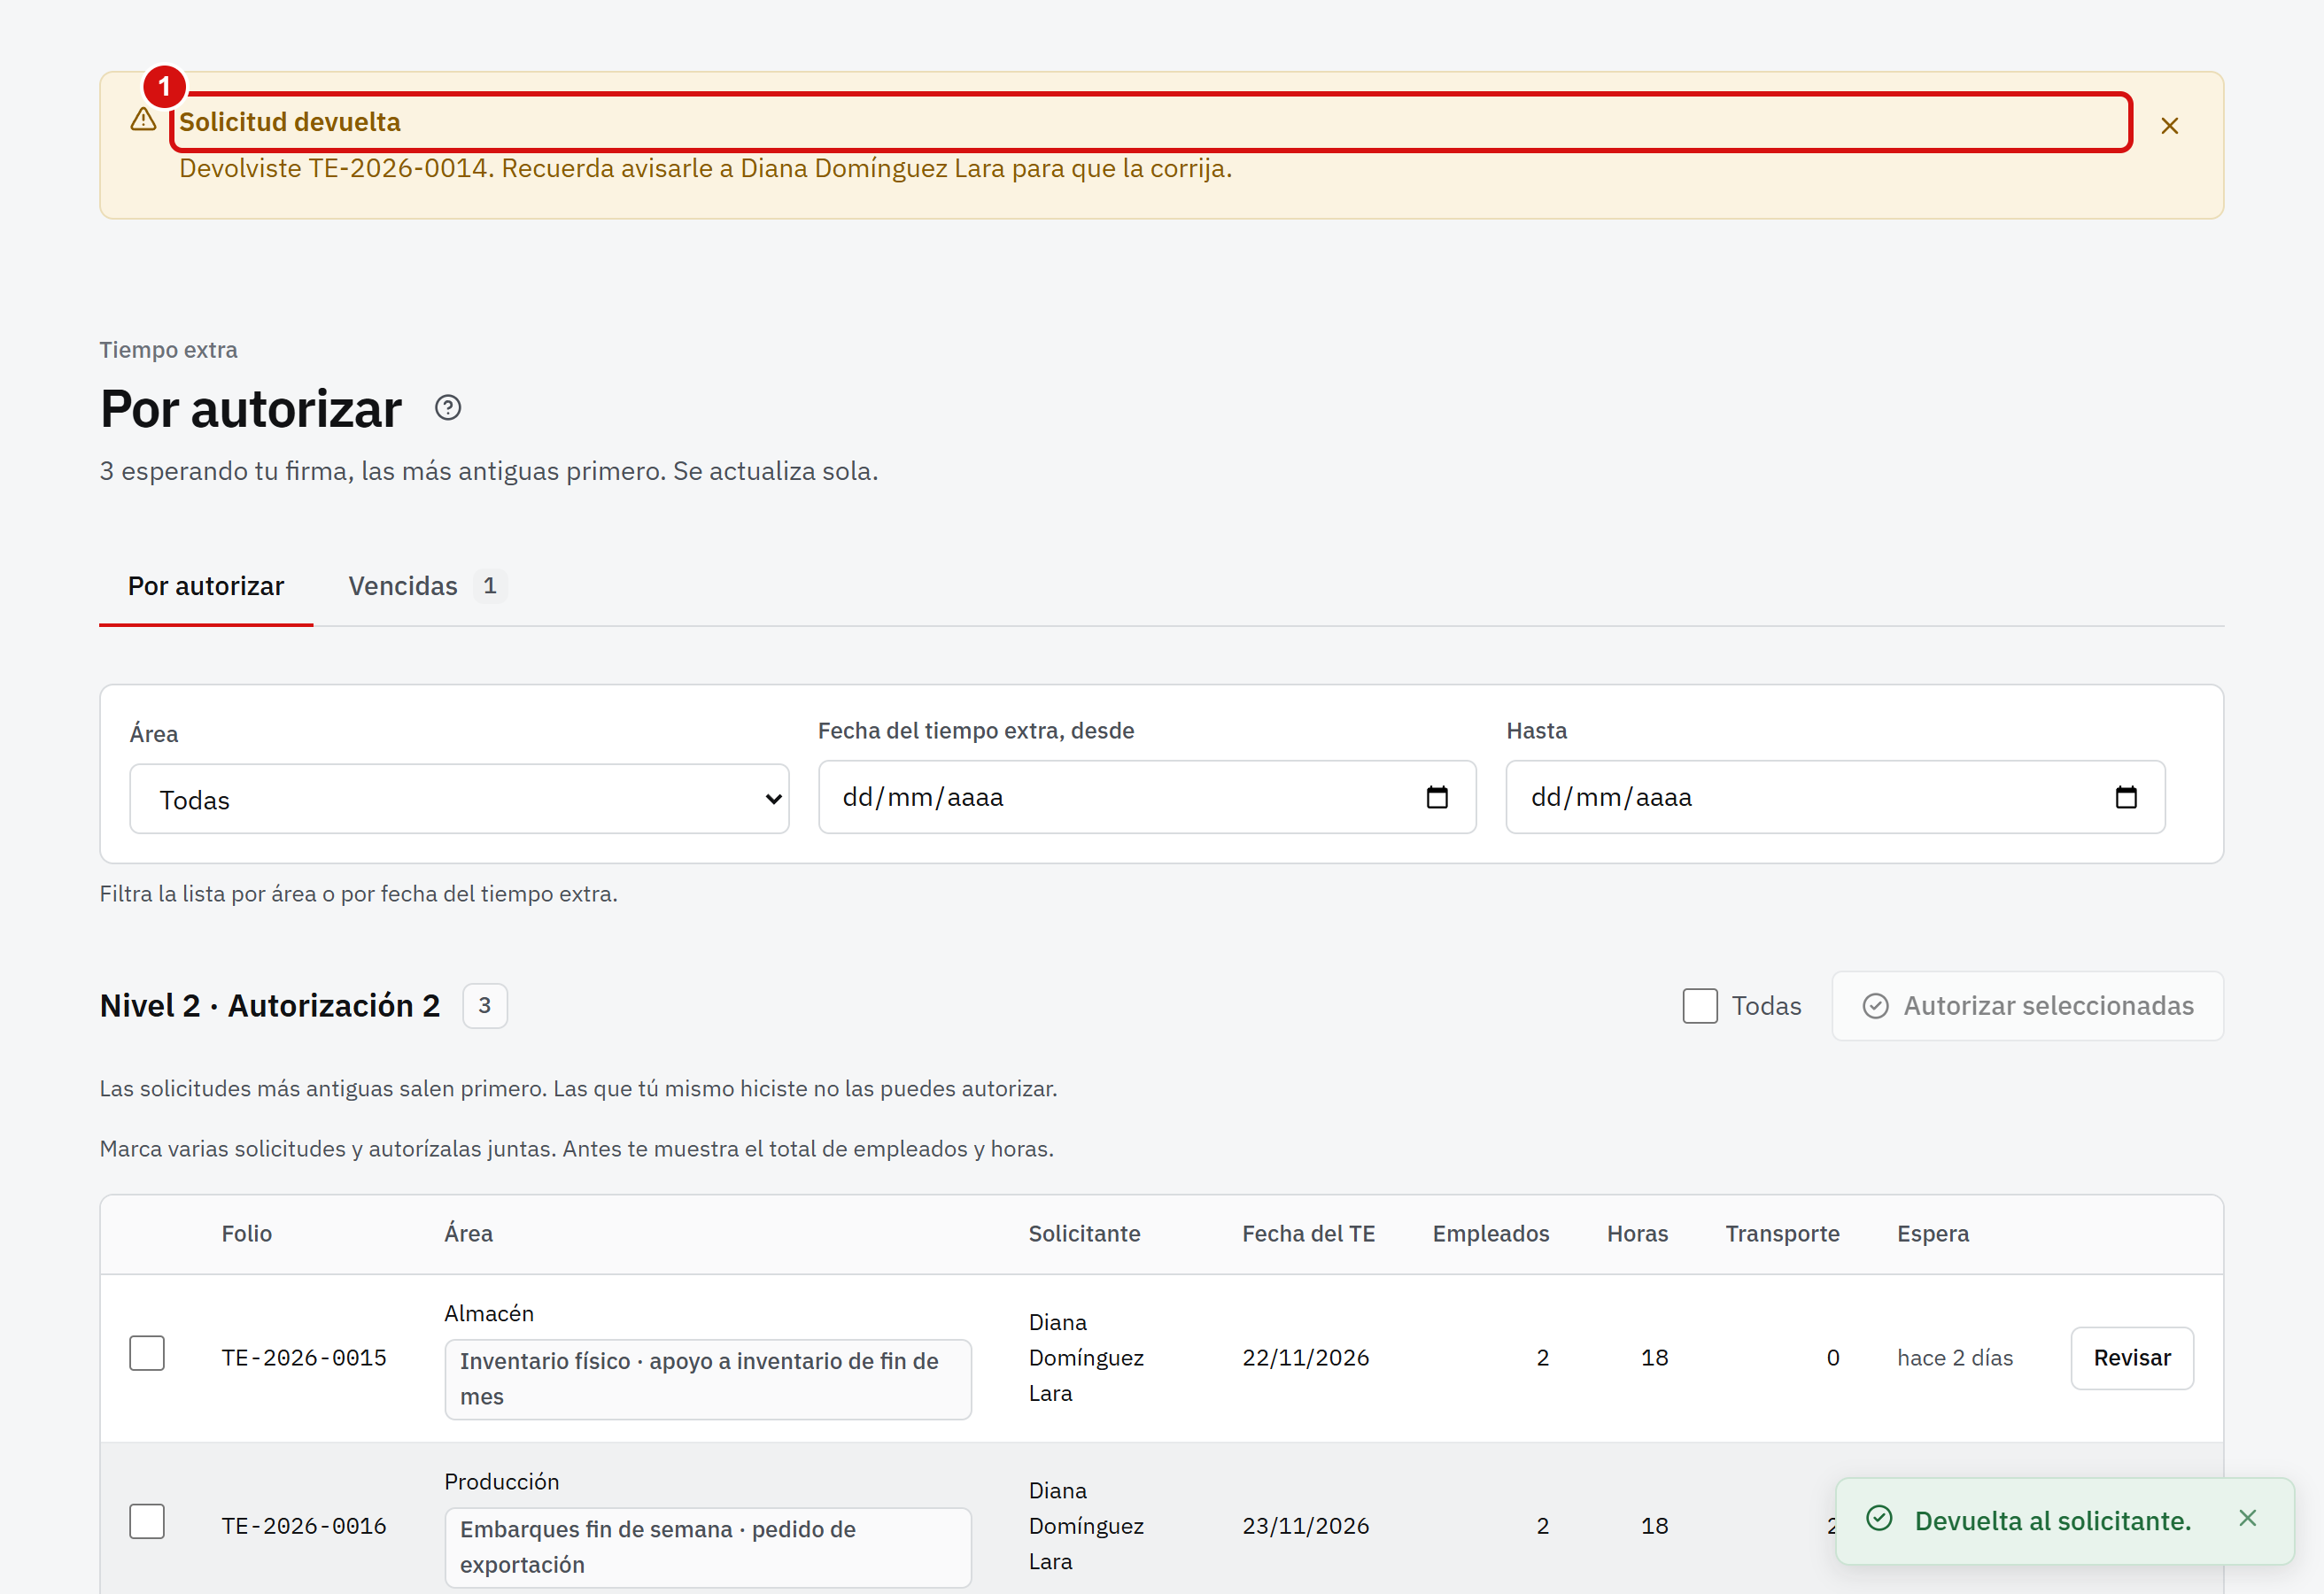 1
Solicitud devuelta
Devolviste TE-2026-0014. Recuerda avisarle a Diana Domínguez Lara para que la corrija.
Tiempo extra
Por autorizar
3 esperando tu firma, las más antiguas primero. Se actualiza sola.
Por autorizar Vencidas 1
Área Fecha del tiempo extra, desde Hasta
Todas dd/mm/aaaa dd/mm/aaaa
Filtra la lista por área o por fecha del tiempo extra.
Nivel 2 · Autorización 2 3 Todas Autorizar seleccionadas
Las solicitudes más antiguas salen primero. Las que tú mismo hiciste no las puedes autorizar.
Marca varias solicitudes y autorízalas juntas. Antes te muestra el total de empleados y horas.
Folio Área Solicitante Fecha del TE Empleados Horas Transporte Espera
TE-2026-0015
Almacén
Inventario físico · apoyo a inventario de fin de
mes
Diana
Domínguez
Lara
22/11/2026 2 18 0 hace 2 días Revisar
TE-2026-0016
Producción
Embarques fin de semana · pedido de
exportación
Diana
Domínguez
Lara
23/11/2026 2 18
Devuelta al solicitante.